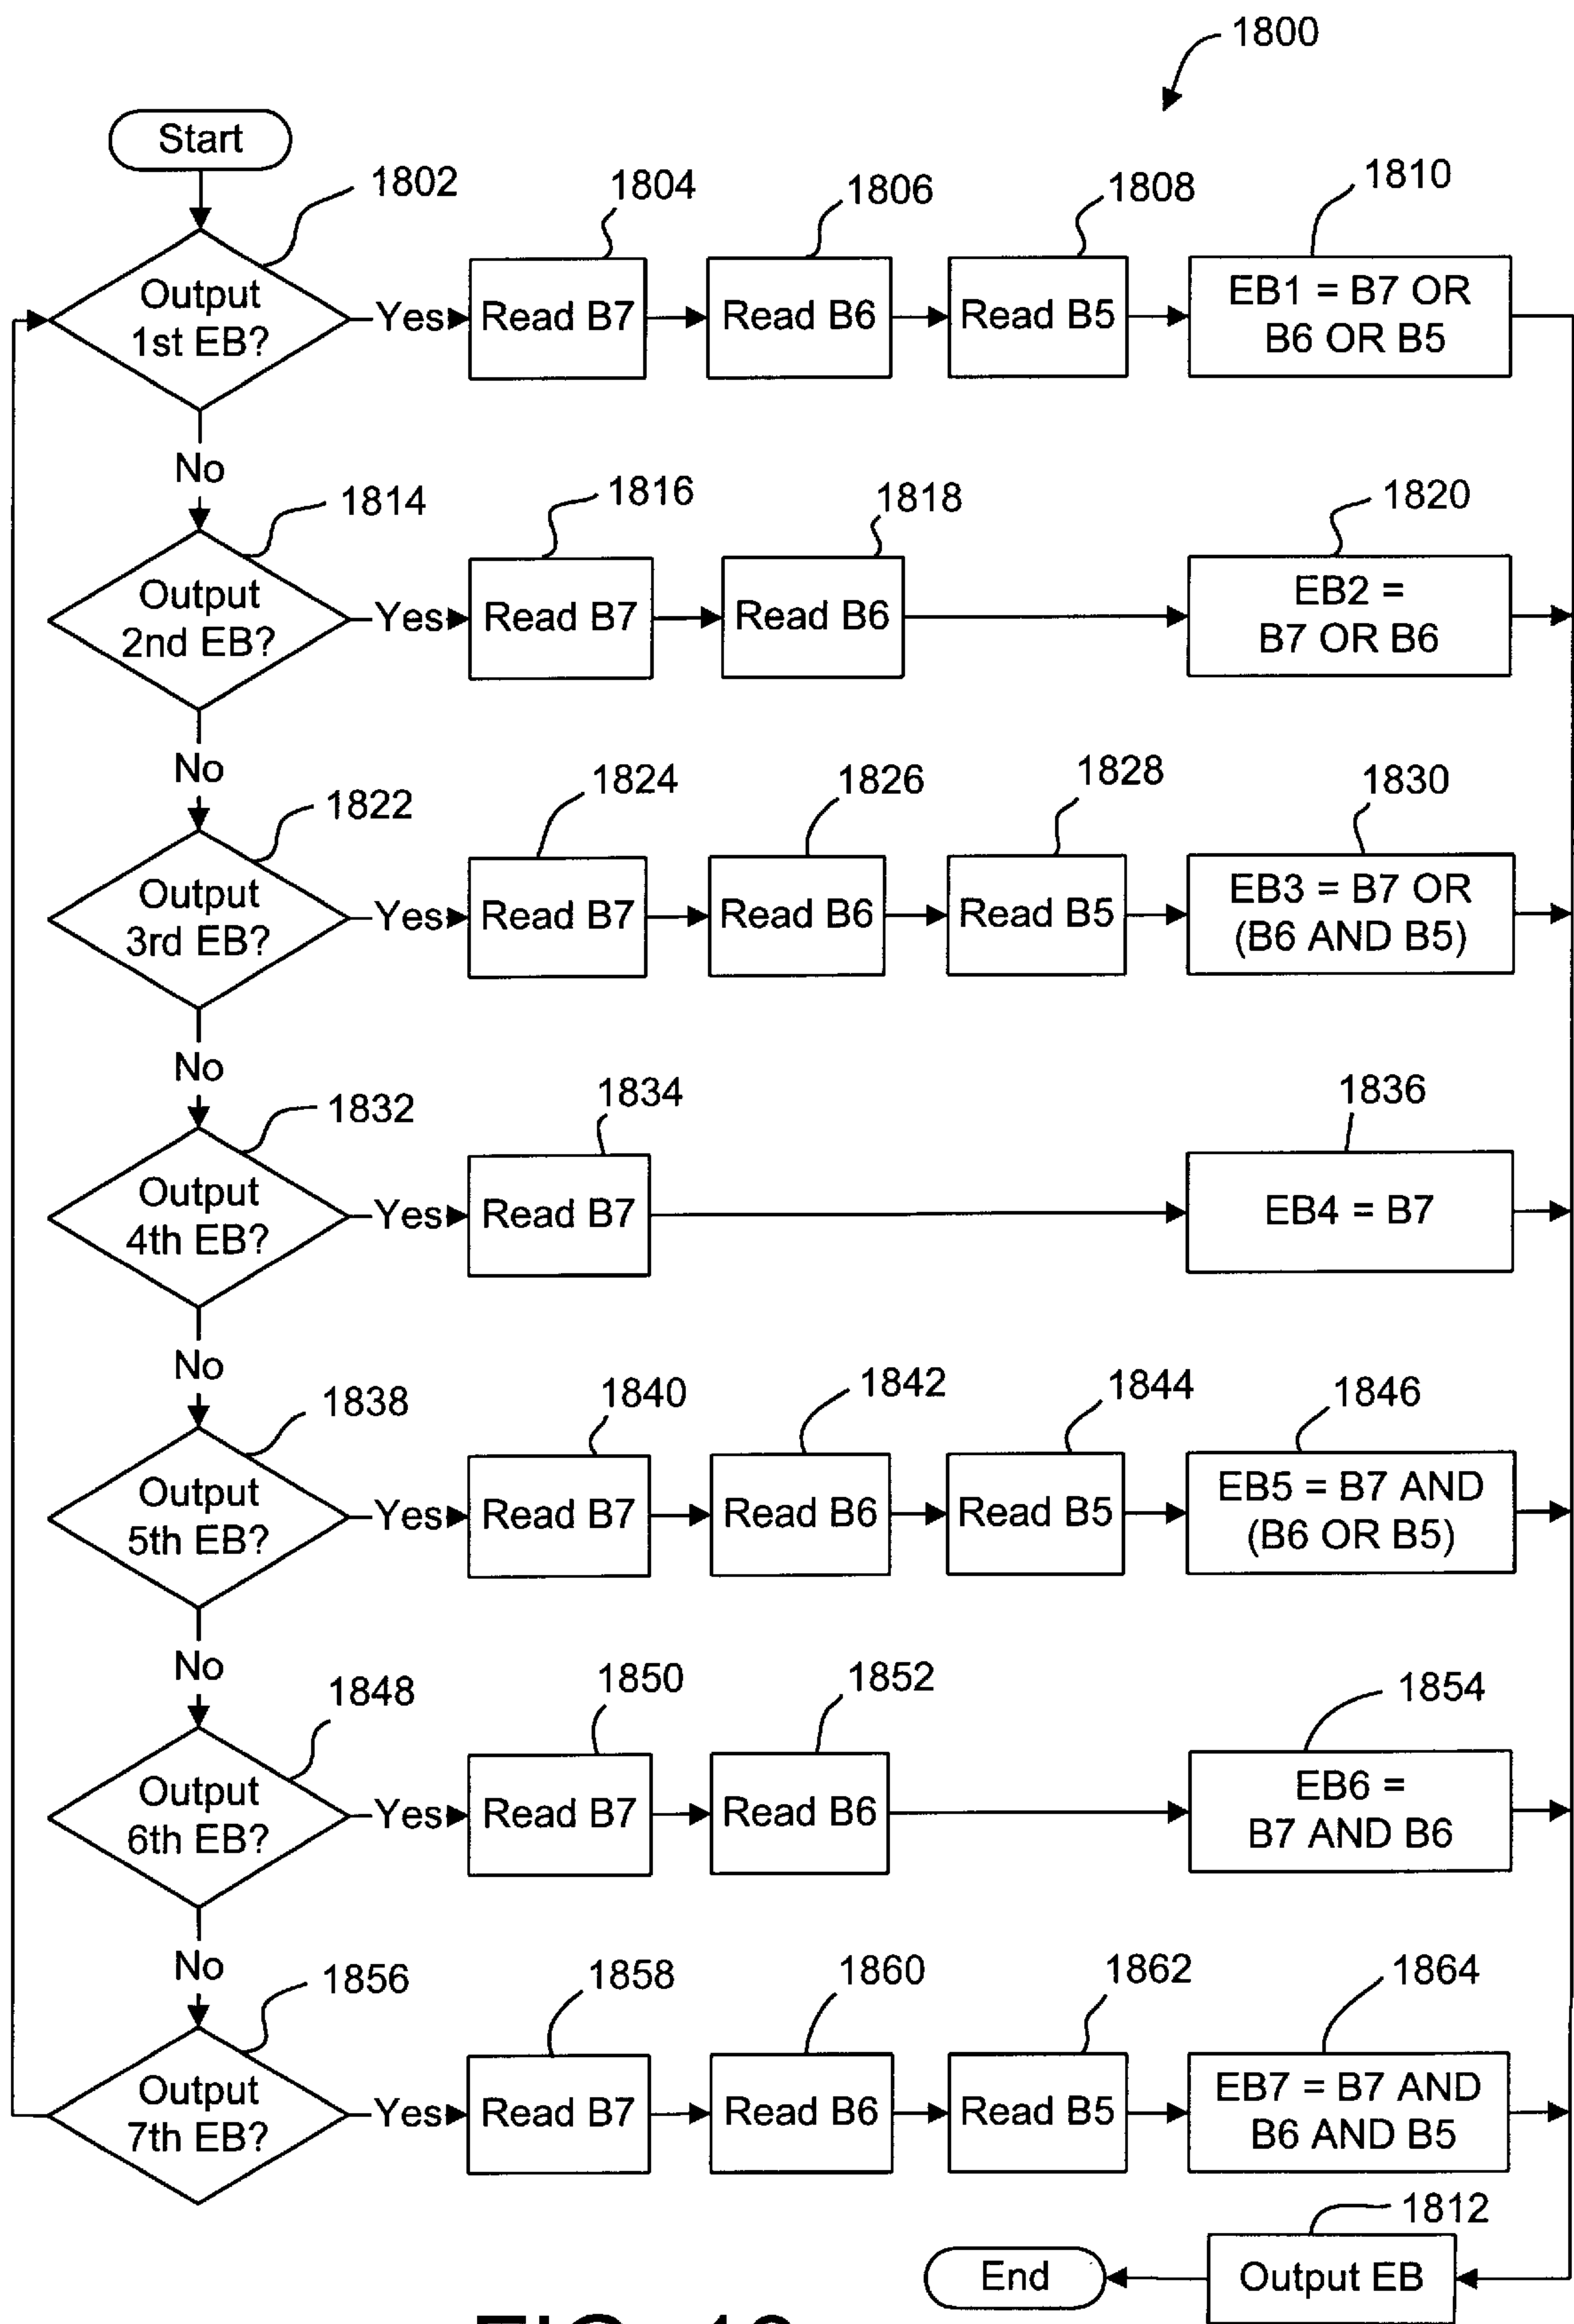 1800
Start
1802
1804
1806
1808
1810
Output
1st EB?
Yes
Read B7
Read B6
Read B5
EB1 = B7 OR
B6 OR B5
No
1814
1816
1818
1820
Output
2nd EB?
Yes
Read B7
Read B6
EB2 =
B7 OR B6
No
1822
1824
1826
1828
1830
Output
3rd EB?
Yes
Read B7
Read B6
Read B5
EB3 = B7 OR
(B6 AND B5)
No
1832
1834
1836
Output
4th EB?
Yes
Read B7
EB4 = B7
No
1838
1840
1842
1844
1846
Output
5th EB?
Yes
Read B7
Read B6
Read B5
EB5 = B7 AND
(B6 OR B5)
No
1848
1850
1852
1854
Output
6th EB?
Yes
Read B7
Read B6
EB6 =
B7 AND B6
No
1856
1858
1860
1862
1864
Output
7th EB?
Yes
Read B7
Read B6
Read B5
EB7 = B7 AND
B6 AND B5
1812
End
Output EB